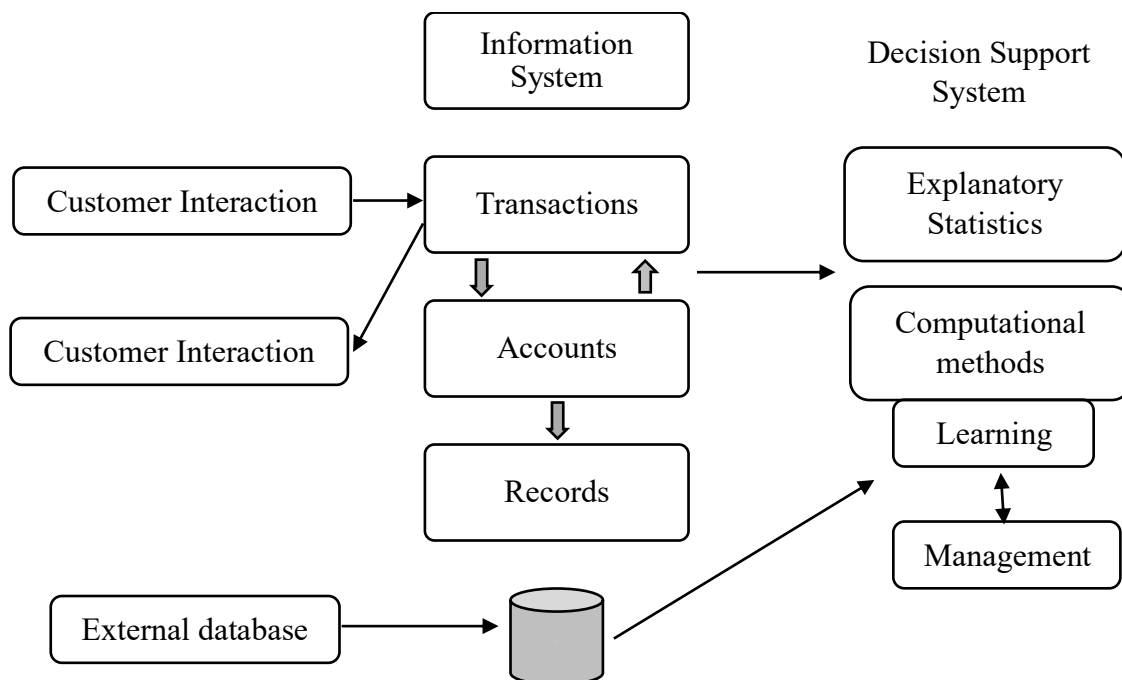 Information
System
Decision Support
System
Customer Interaction
Transactions
Explanatory
Statistics
Customer Interaction
Accounts
Computational
methods
Learning
Records
Management
External database